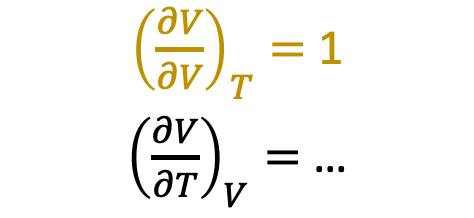 (∂V/∂V)_T = 1
(∂V/∂T)_V = ...